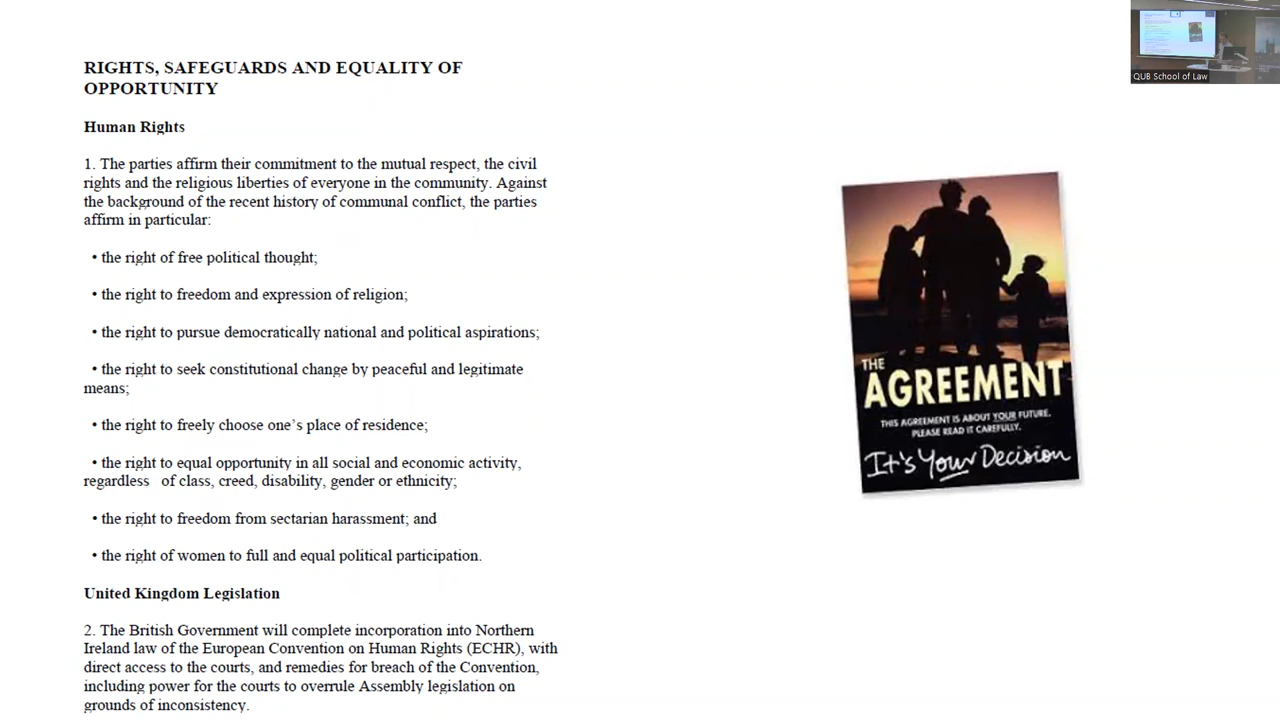 RIGHTS, SAFEGUARDS AND EQUALITY OF
OPPORTUNITY
Human Rights
1. The parties affirm their commitment to the mutual respect, the civil
rights and the religious liberties of everyone in the community. Against
the background of the recent history of communal conflict, the parties
affirm in particular:
• the right of free political thought;
• the right to freedom and expression of religion;
• the right to pursue democratically national and political aspirations;
• the right to seek constitutional change by peaceful and legitimate
means;
• the right to freely choose one’s place of residence;
• the right to equal opportunity in all social and economic activity,
regardless of class, creed, disability, gender or ethnicity;
• the right to freedom from sectarian harassment; and
• the right of women to full and equal political participation.
United Kingdom Legislation
2. The British Government will complete incorporation into Northern
Ireland law of the European Convention on Human Rights (ECHR), with
direct access to the courts, and remedies for breach of the Convention,
including power for the courts to overrule Assembly legislation on
grounds of inconsistency.
THE
AGREEMENT
THIS AGREEMENT IS ABOUT YOUR FUTURE.
PLEASE READ IT CAREFULLY.
It's Your Decision
QUB School of Law